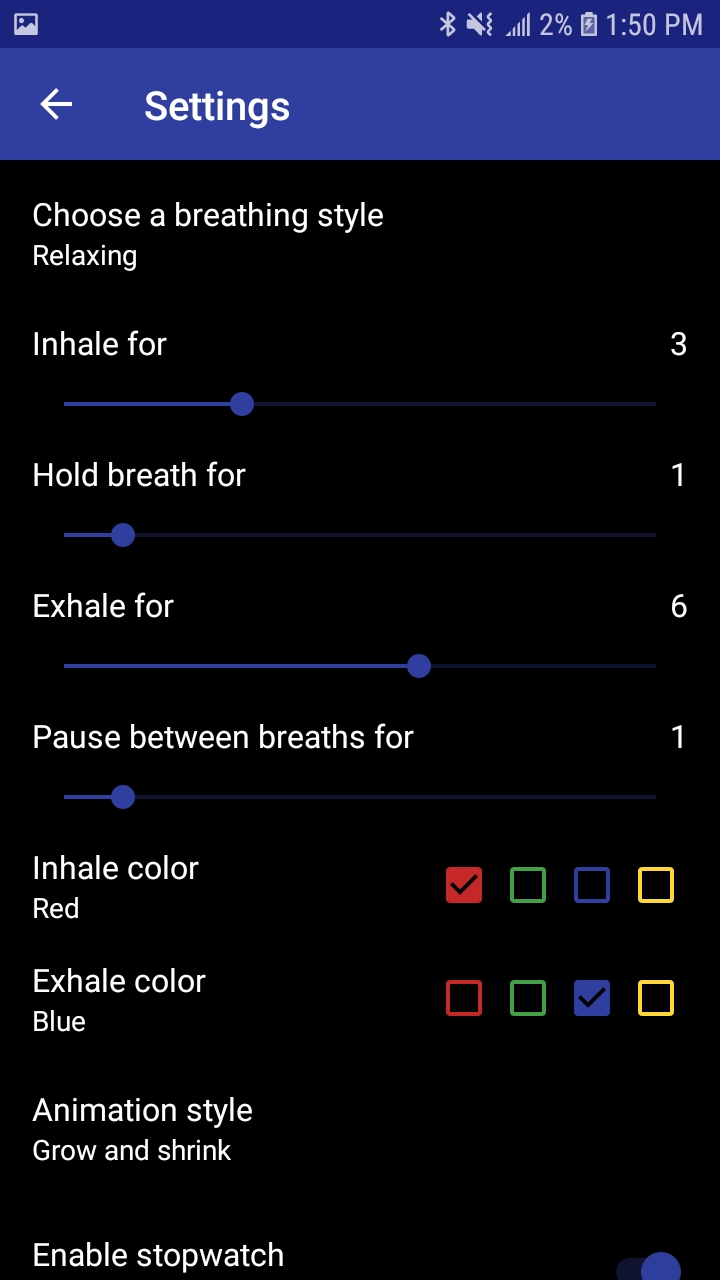 2% 1:50 PM
Settings
Choose a breathing style
Relaxing
Inhale for 3
Hold breath for 1
Exhale for 6
Pause between breaths for 1
Inhale color
Red
Exhale color
Blue
Animation style
Grow and shrink
Enable stopwatch